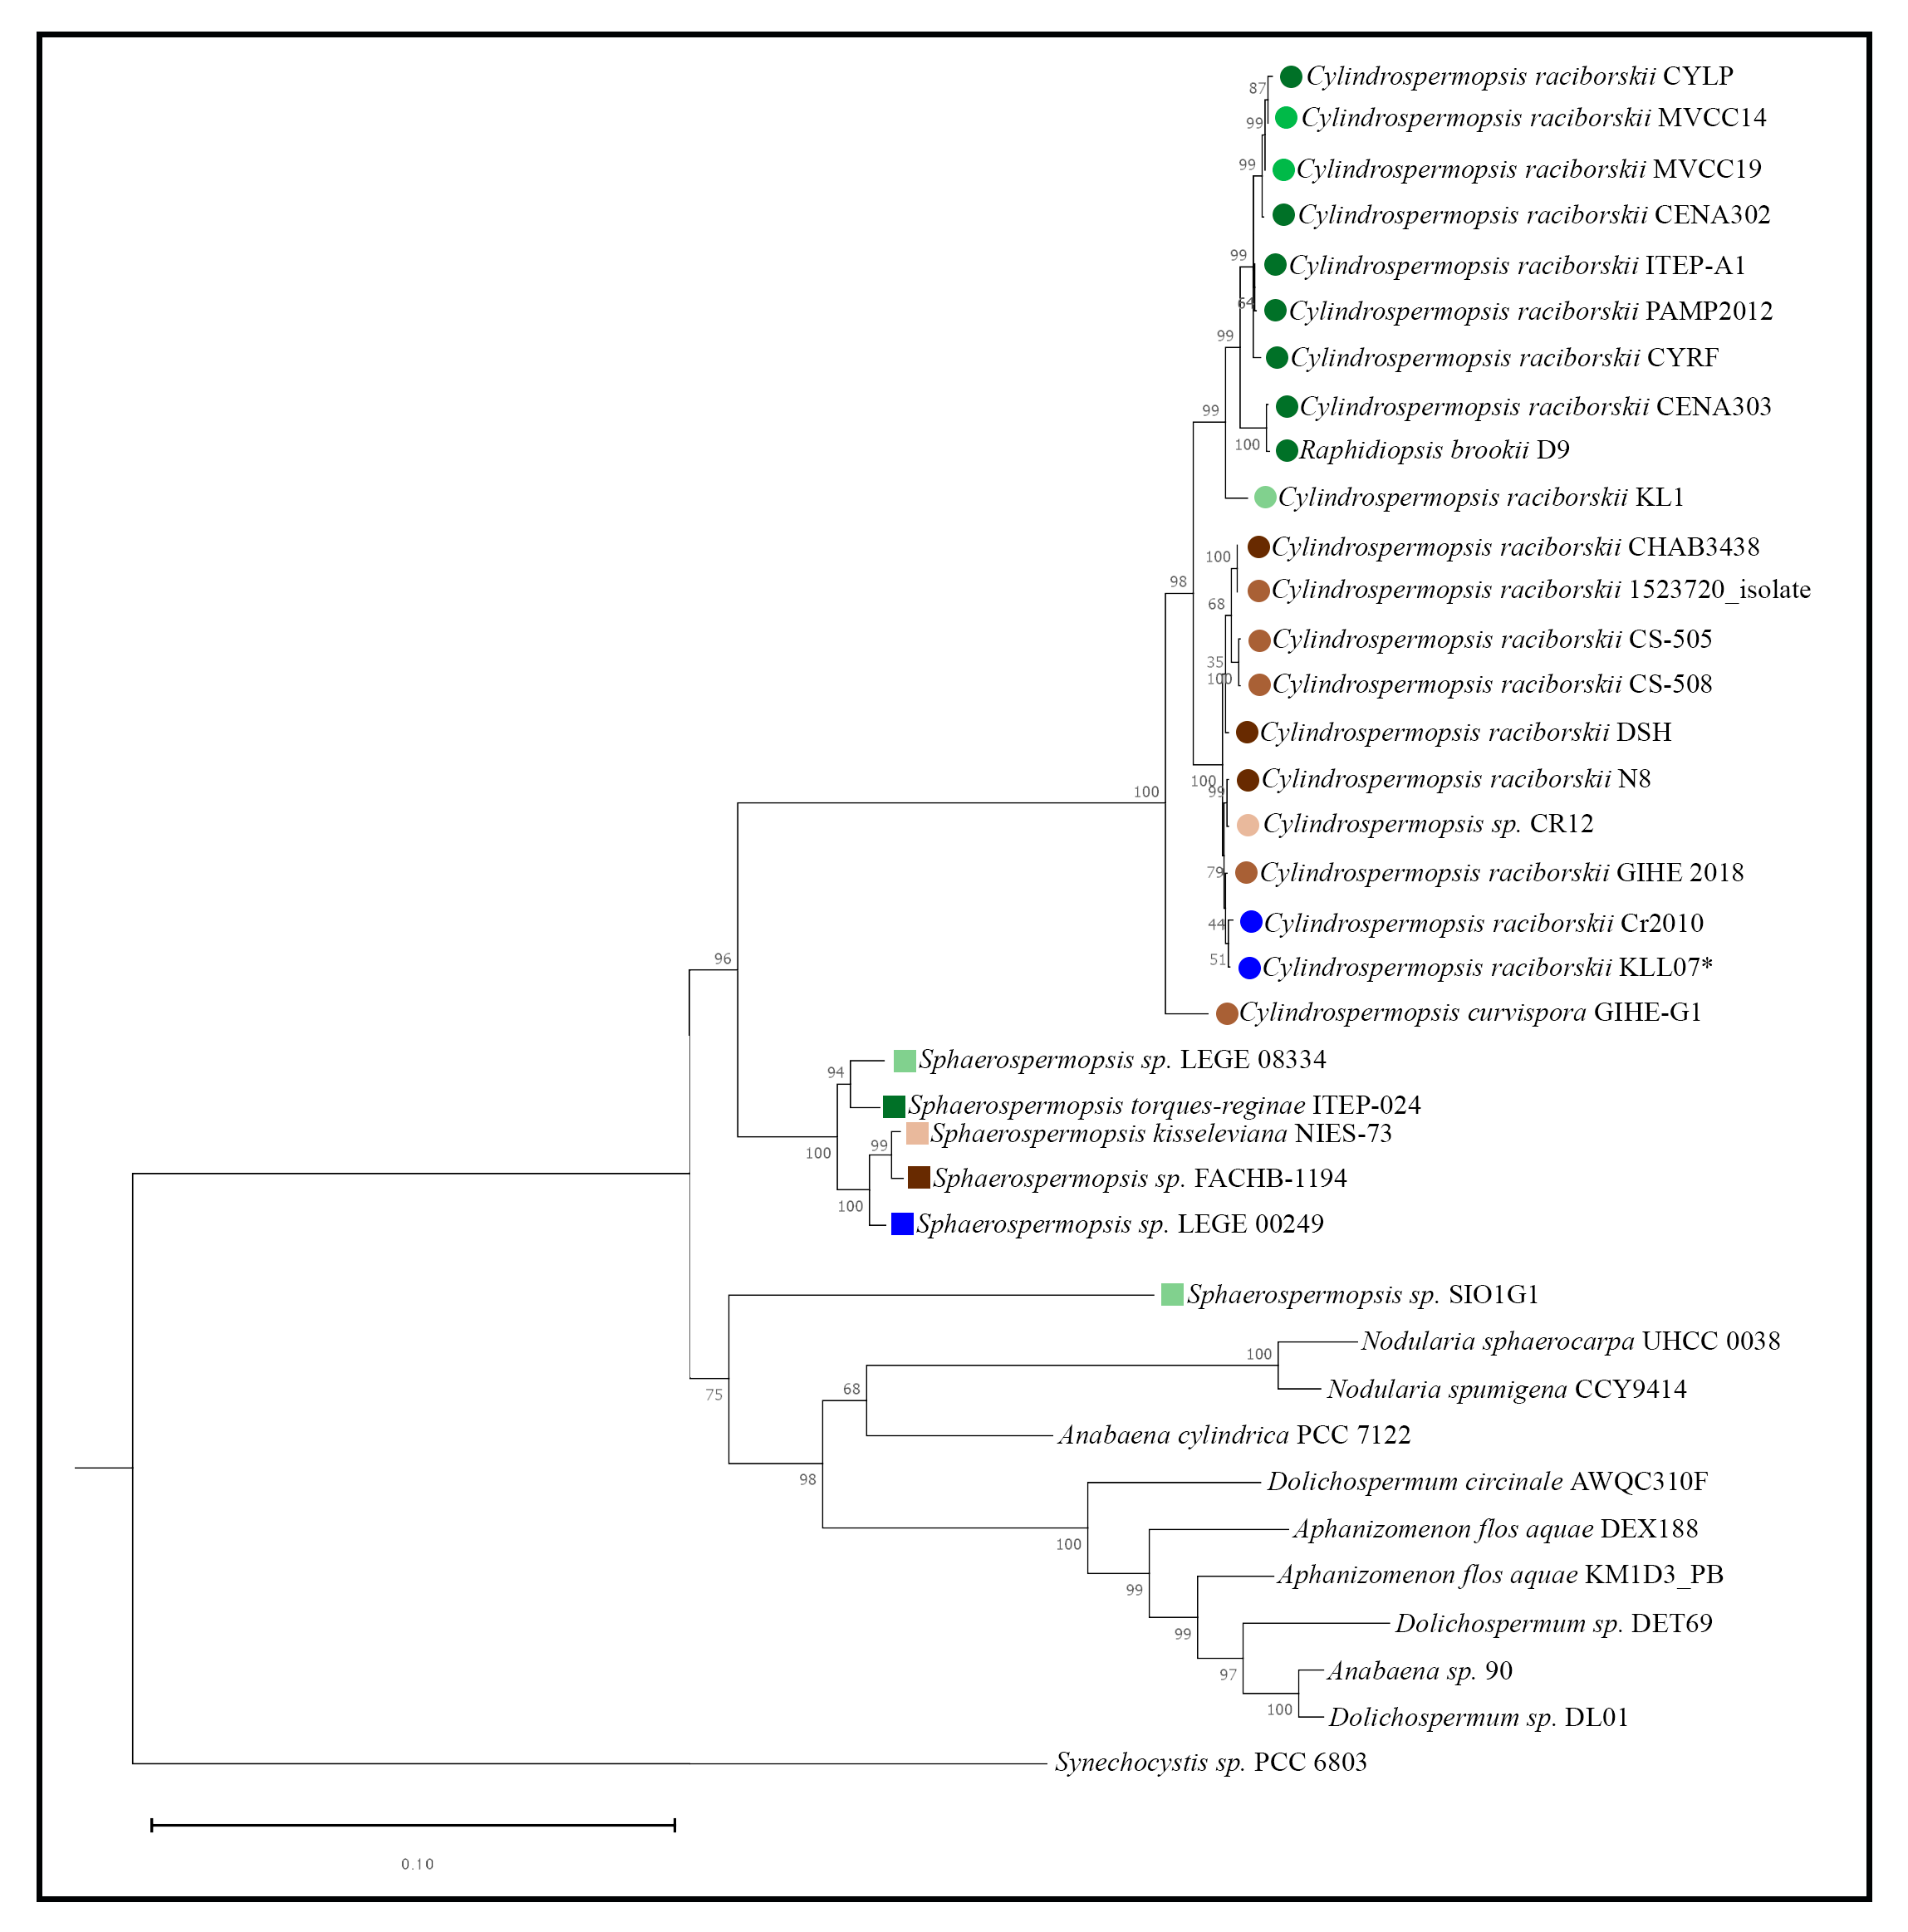 87
Cylindrospermopsis raciborskii CYLP
99
Cylindrospermopsis raciborskii MVCC14
99
Cylindrospermopsis raciborskii MVCC19
Cylindrospermopsis raciborskii CENA302
99
Cylindrospermopsis raciborskii ITEP-A1
64
Cylindrospermopsis raciborskii PAMP2012
99
Cylindrospermopsis raciborskii CYRF
99
Cylindrospermopsis raciborskii CENA303
100
Raphidiopsis brookii D9
Cylindrospermopsis raciborskii KL1
100
Cylindrospermopsis raciborskii CHAB3438
98
Cylindrospermopsis raciborskii 1523720_isolate
68
Cylindrospermopsis raciborskii CS-505
35
100
Cylindrospermopsis raciborskii CS-508
Cylindrospermopsis raciborskii DSH
100
Cylindrospermopsis raciborskii N8
100
99
Cylindrospermopsis sp. CR12
79
Cylindrospermopsis raciborskii GIHE 2018
44
Cylindrospermopsis raciborskii Cr2010
96
51
Cylindrospermopsis raciborskii KLL07*
Cylindrospermopsis curvispora GIHE-G1
94
Sphaerospermopsis sp. LEGE 08334
Sphaerospermopsis torques-reginae ITEP-024
100
99
Sphaerospermopsis kisseleviana NIES-73
Sphaerospermopsis sp. FACHB-1194
100
Sphaerospermopsis sp. LEGE 00249
Sphaerospermopsis sp. SIO1G1
100
Nodularia sphaerocarpa UHCC 0038
75
68
Nodularia spumigena CCY9414
Anabaena cylindrica PCC 7122
98
Dolichospermum circinale AWQC310F
100
Aphanizomenon flos aquae DEX188
99
Aphanizomenon flos aquae KM1D3_PB
99
Dolichospermum sp. DET69
97
Anabaena sp. 90
100
Dolichospermum sp. DL01
Synechocystis sp. PCC 6803
0.10